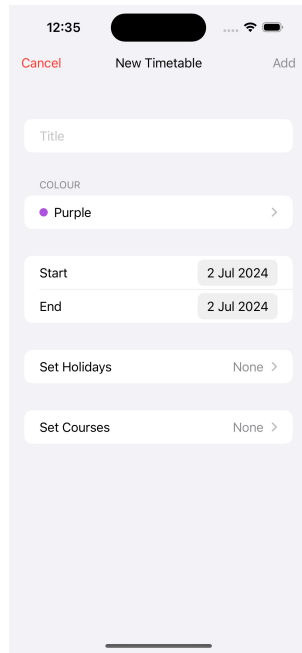 12:35
Cancel New Timetable Add
Title
COLOUR
Purple
Start 2 Jul 2024
End 2 Jul 2024
Set Holidays None
Set Courses None